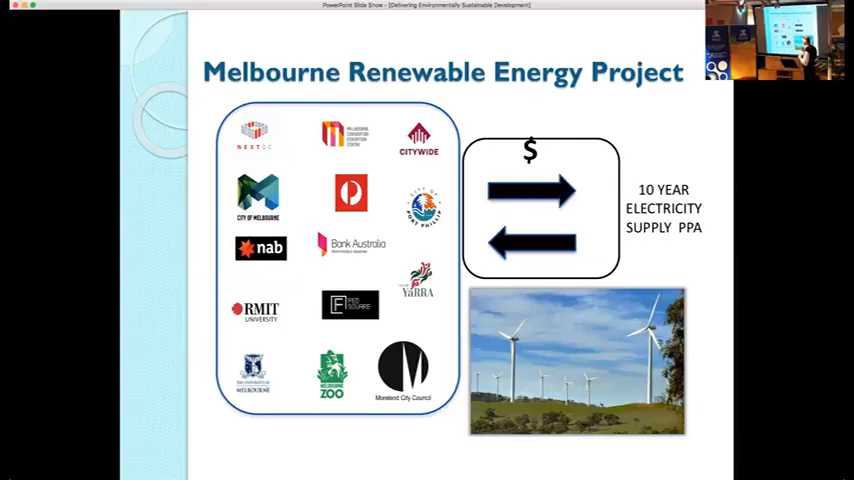 PowerPoint Slide Show - [Delivering Environmentally Sustainable Development]
Melbourne Renewable Energy Project
NEXTDC
MELBOURNE
CONVENTION
EXHIBITION
CENTRE
CITYWIDE
CITY OF MELBOURNE
CITY OF
PORT PHILLIP
nab
Bank Australia
YARRA
RMIT
UNIVERSITY
FED
SQUARE
THE UNIVERSITY OF
MELBOURNE
MELBOURNE
ZOO
Moreland City Council
$
10 YEAR
ELECTRICITY
SUPPLY PPA